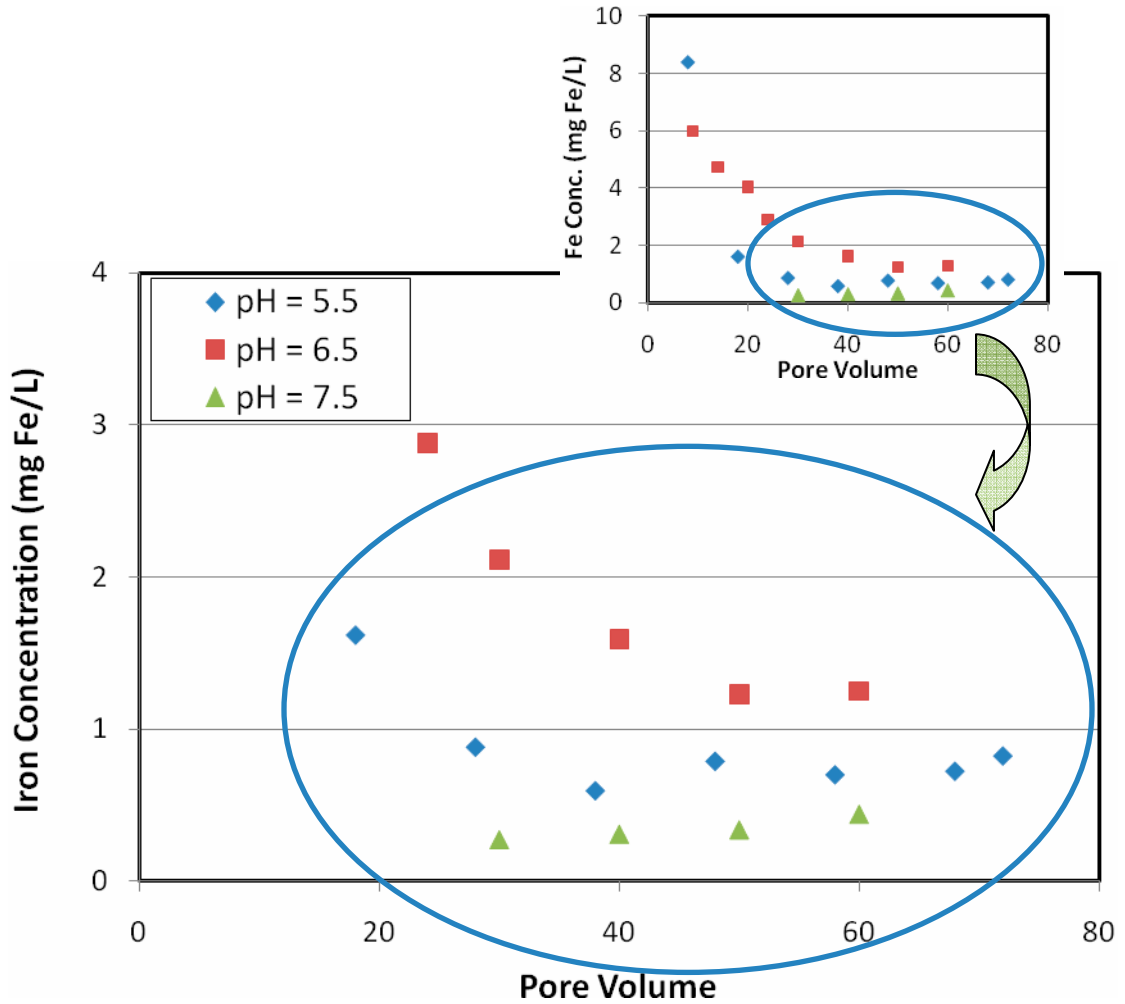 10
8
6
4
2
0
Fe Conc. (mg Fe/L)
0 20 40 60 80
Pore Volume
4
3
2
1
0
Iron Concentration (mg Fe/L)
pH = 5.5
pH = 6.5
pH = 7.5
0 20 40 60 80
Pore Volume